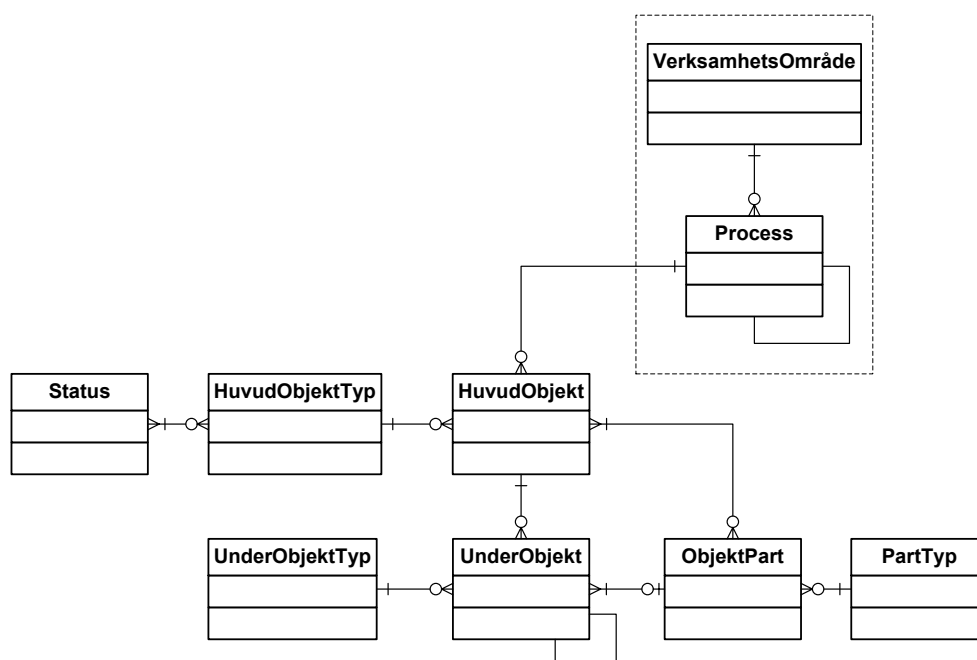 VerksamhetsOmråde
Process
Status
HuvudObjektTyp
HuvudObjekt
UnderObjektTyp
UnderObjekt
ObjektPart
PartTyp